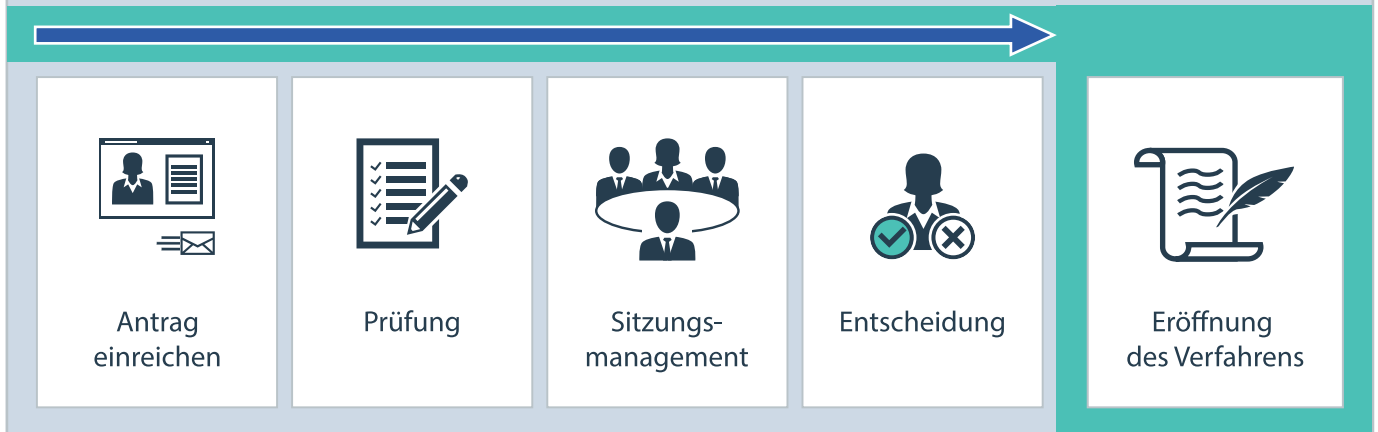 Antrag
einreichen
Prüfung
Sitzungs-
management
Entscheidung
Eröffnung
des Verfahrens